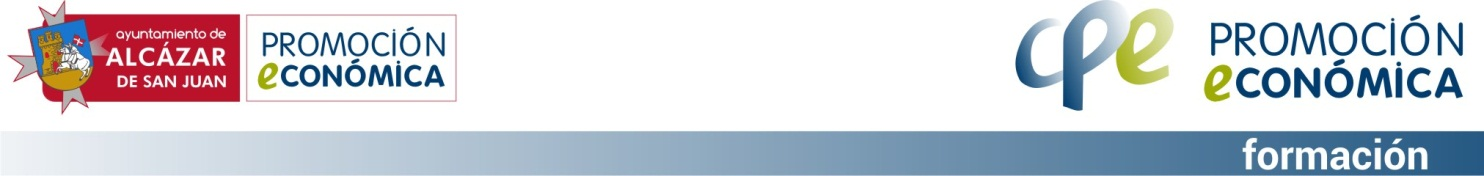 ayuntamiento de
ALCÁZAR
DE SAN JUAN
PROMOCIÓN
eCONÓMICA
cpe
PROMOCIÓN
eCONÓMICA
formación